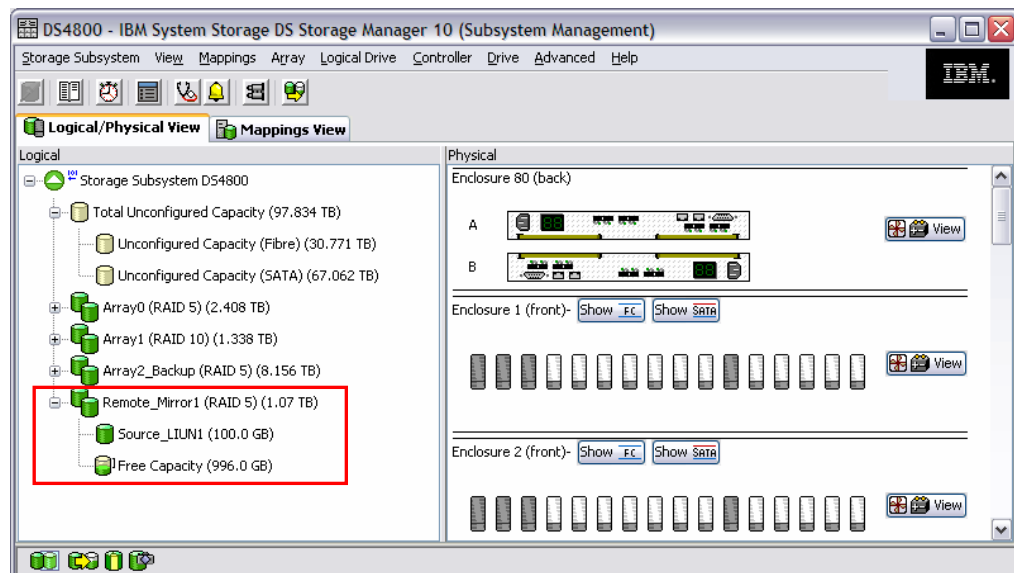 DS4800 - IBM System Storage DS Storage Manager 10 (Subsystem Management)
Storage Subsystem View Mappings Array Logical Drive Controller Drive Advanced Help
IBM.
Logical/Physical View Mappings View
Logical
Storage Subsystem DS4800
Total Unconfigured Capacity (97.834 TB)
Unconfigured Capacity (Fibre) (30.771 TB)
Unconfigured Capacity (SATA) (67.062 TB)
Array0 (RAID 5) (2.408 TB)
Array1 (RAID 10) (1.338 TB)
Array2_Backup (RAID 5) (8.156 TB)
Remote_Mirror1 (RAID 5) (1.07 TB)
Source_LIUN1 (100.0 GB)
Free Capacity (996.0 GB)
Physical
Enclosure 80 (back)
A
88
View
B
88
Enclosure 1 (front)- Show FC Show SATA
View
Enclosure 2 (front)- Show FC Show SATA
View